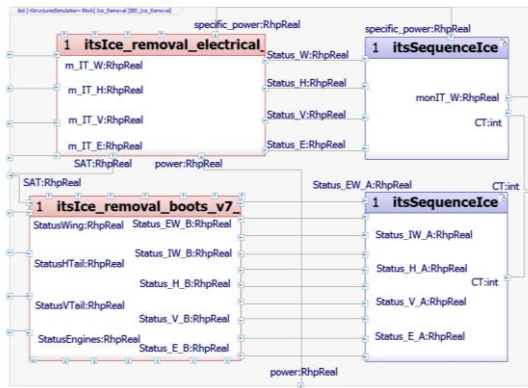 ibd [«StructuredSimulation» Block] Ice_Removal [IBD_Ice_Removal]
specific_power:RhpReal
specific_power:RhpReal
1 itsIce_removal_electrical_
[-]
Status_W:RhpReal
m_IT_W:RhpReal
Status_H:RhpReal
m_IT_H:RhpReal
Status_V:RhpReal
m_IT_V:RhpReal
Status_E:RhpReal
m_IT_E:RhpReal
1 itsSequenceIce
monIT_W:RhpReal
CT:int
SAT:RhpReal
power:RhpReal
SAT:RhpReal
Status_EW_A:RhpReal
CT:int
1 itsIce_removal_boots_v7_
StatusWing:RhpReal
Status_EW_B:RhpReal
Status_IW_B:RhpReal
StatusHTail:RhpReal
Status_H_B:RhpReal
StatusVTail:RhpReal
Status_V_B:RhpReal
StatusEngines:RhpReal
Status_E_B:RhpReal
1 itsSequenceIce
Status_IW_A:RhpReal
Status_H_A:RhpReal
CT:int
Status_V_A:RhpReal
Status_E_A:RhpReal
power:RhpReal